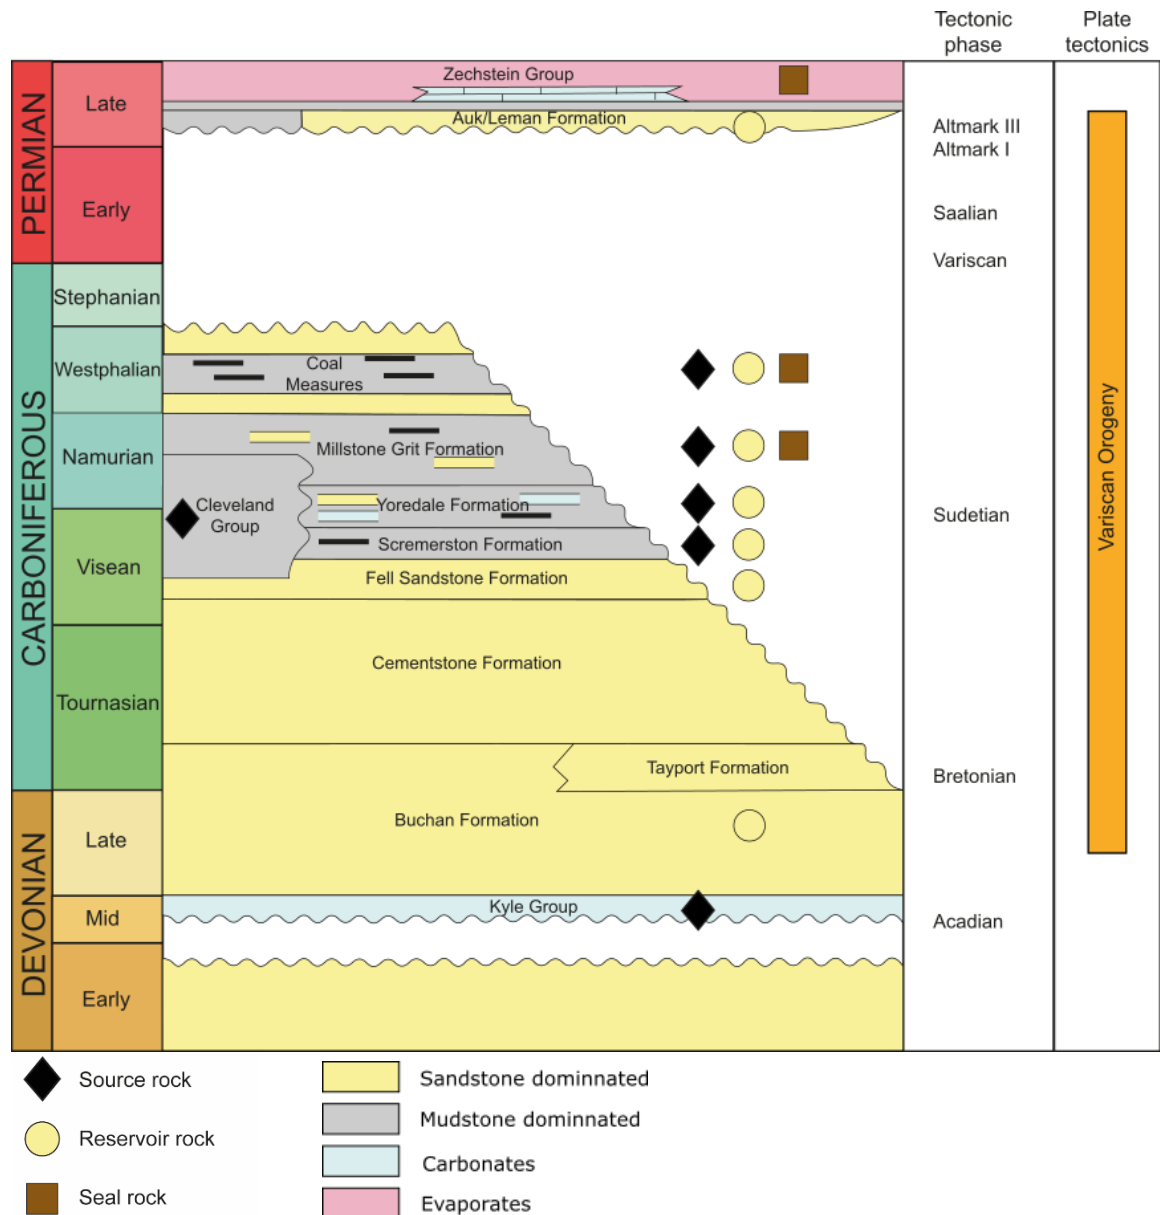 Tectonic
phase
Plate
tectonics
PERMIAN
Late
Early
Zechstein Group
Auk/Leman Formation
Altmark III
Altmark I
Saalian
Variscan
CARBONIFEROUS
Stephanian
Westphalian
Namurian
Visean
Tournasian
Coal
Measures
Millstone Grit Formation
Cleveland
Group
Yoredale Formation
Scremerston Formation
Fell Sandstone Formation
Cementstone Formation
Tayport Formation
Sudetian
Bretonian
Variscan Orogeny
DEVONIAN
Late
Mid
Early
Buchan Formation
Kyle Group
Acadian
Source rock
Reservoir rock
Seal rock
Sandstone dominnated
Mudstone dominnated
Carbonates
Evaporates